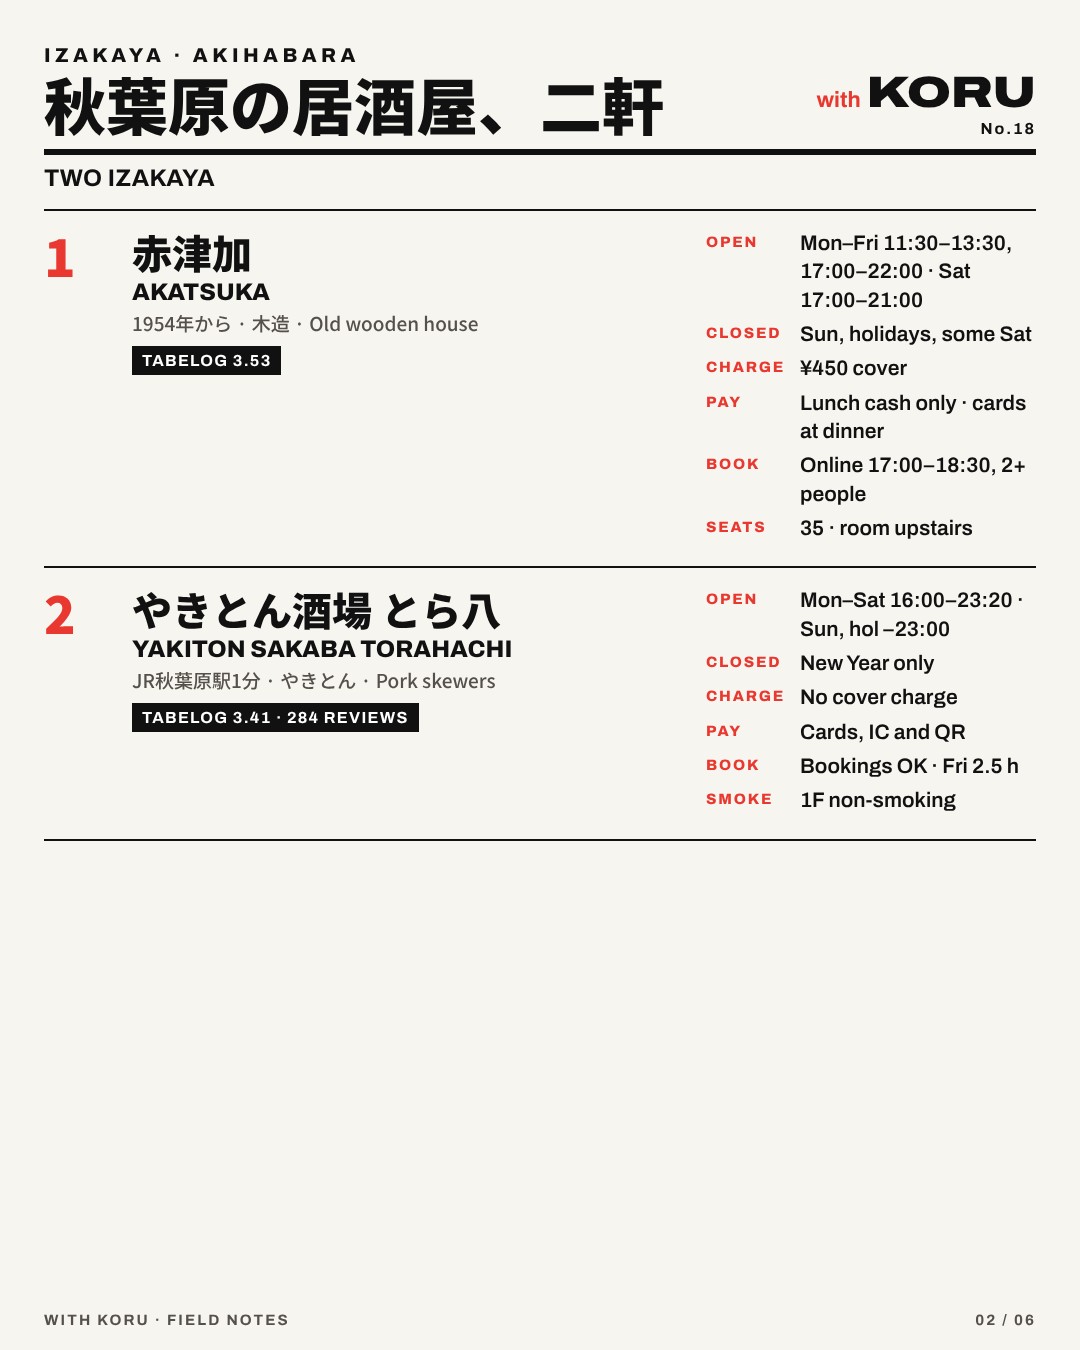 IZAKAYA · AKIHABARA
秋葉原の居酒屋、二軒
with KORU
No.18
TWO IZAKAYA
1
赤津加
AKATSUKA
1954年から · 木造 · Old wooden house
TABELOG 3.53
OPEN Mon–Fri 11:30–13:30,
17:00–22:00 · Sat
17:00–21:00
CLOSED Sun, holidays, some Sat
CHARGE ¥450 cover
PAY Lunch cash only · cards
at dinner
BOOK Online 17:00–18:30, 2+
people
SEATS 35 · room upstairs
2
やきとん酒場 とら八
YAKITON SAKABA TORAHACHI
JR秋葉原駅1分 · やきとん · Pork skewers
TABELOG 3.41 · 284 REVIEWS
OPEN Mon–Sat 16:00–23:20 ·
Sun, hol –23:00
CLOSED New Year only
CHARGE No cover charge
PAY Cards, IC and QR
BOOK Bookings OK · Fri 2.5 h
SMOKE 1F non-smoking
WITH KORU · FIELD NOTES
02 / 06